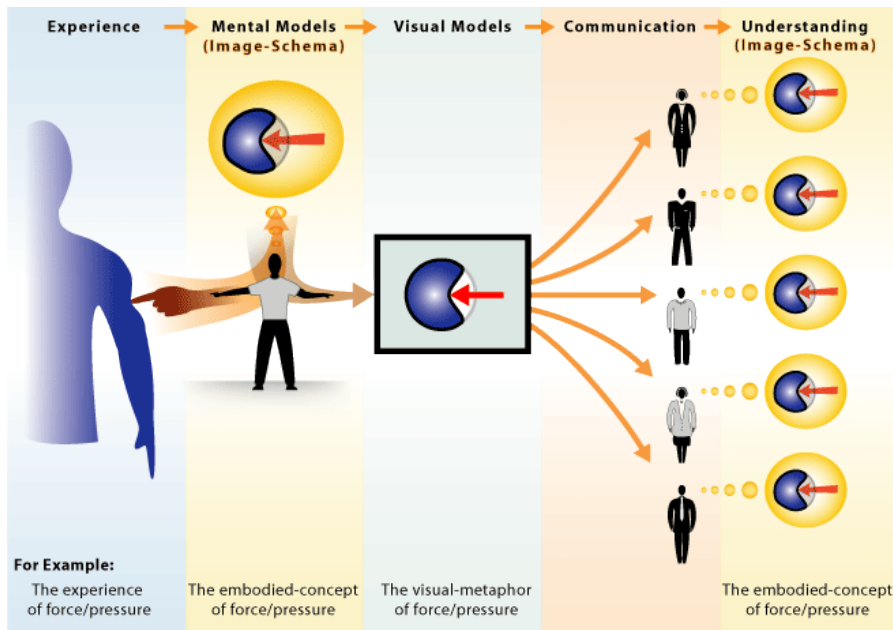 Experience
Mental Models
(Image-Schema)
Visual Models
Communication
Understanding
(Image-Schema)
For Example:
The experience
of force/pressure
The embodied-concept
of force/pressure
The visual-metaphor
of force/pressure
The embodied-concept
of force/pressure